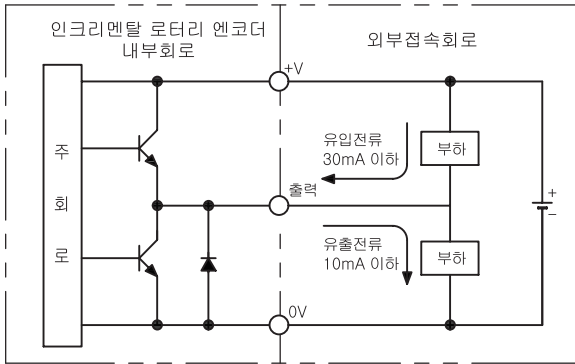 인크리멘탈 로터리 엔코더
내부회로
외부접속회로
+V
주
회
로
유입전류
30mA 이하
부하
출력
+
−
유출전류
10mA 이하
부하
0V